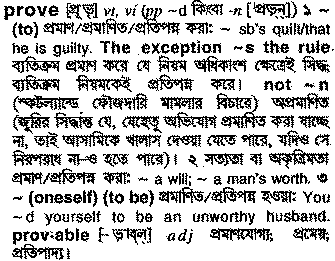 prove [প্রূভ্] vt, vi (pp ~d কিংবা -n [ˈপ্রূভ্ন্]) ১ ~
(to) প্রমাণ/প্রমাণিত/প্রতিপন্ন করা: ~ sb's quilt/that
he is guilty. The exception ~s the rule
ব্যতিক্রম প্রমাণ করে যে নিয়ম অধিকাংশ ক্ষেত্রেই সিদ্ধ;
ব্যতিক্রম নিয়মকেই প্রতিপন্ন করে। not ~n
(স্কটল্যান্ডে ফৌজদারি মামলার বিচারে) অপ্রমাণিত
(জুরির সিদ্ধান্ত যে, যেহেতু অভিযোগ প্রমাণিত করা যাচ্ছে
না, তাই আসামিকে খালাস দেওয়া যেতে পারে, যদিও সে
নিরপরাধ না-ও হতে পারে)। ২ সত্যতা বা অকৃত্রিমতা
প্রমাণ/প্রতিপন্ন করা: ~ a will; ~ a man's worth. ৩
~ (oneself) (to be) প্রমাণিত/প্রতিপন্ন হওয়া: You
~d yourself to be an unworthy husband.
prov·able [-ভ়াব্‌ল্] adj প্রমাণযোগ্য; প্রমেয়;
প্রতিপাদ্য।